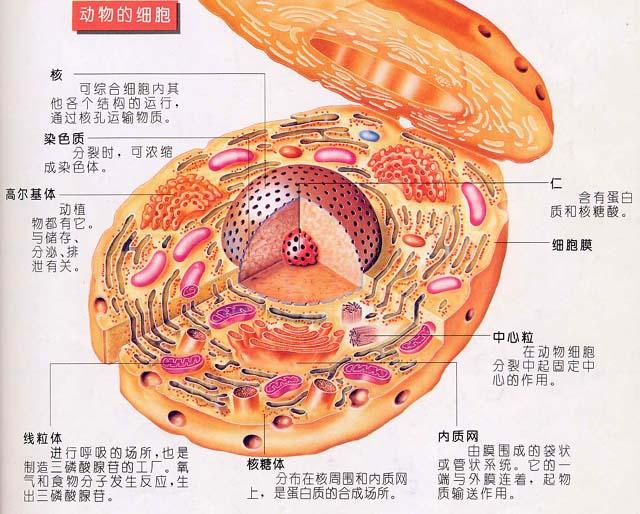 动物的细胞
核
可综合细胞内其
他各个结构的运行,
通过核孔运输物质。
染色质
分裂时,可浓缩
成染色体。
高尔基体
动植
物都有它。
与储存、
分泌、排
泄有关。
仁
含有蛋白
质和核糖酸。
细胞膜
中心粒
在动物细胞
分裂中起固定中
心的作用。
线粒体
进行呼吸的场所,也是
制造三磷酸腺苷的工厂。氧
气和食物分子发生反应,生
出三磷酸腺苷。
核糖体
分布在核周围和内质网
上,是蛋白质的合成场所。
内质网
由膜围成的袋状
或管状系统。它的一
端与外膜连着,起物
质输送作用。